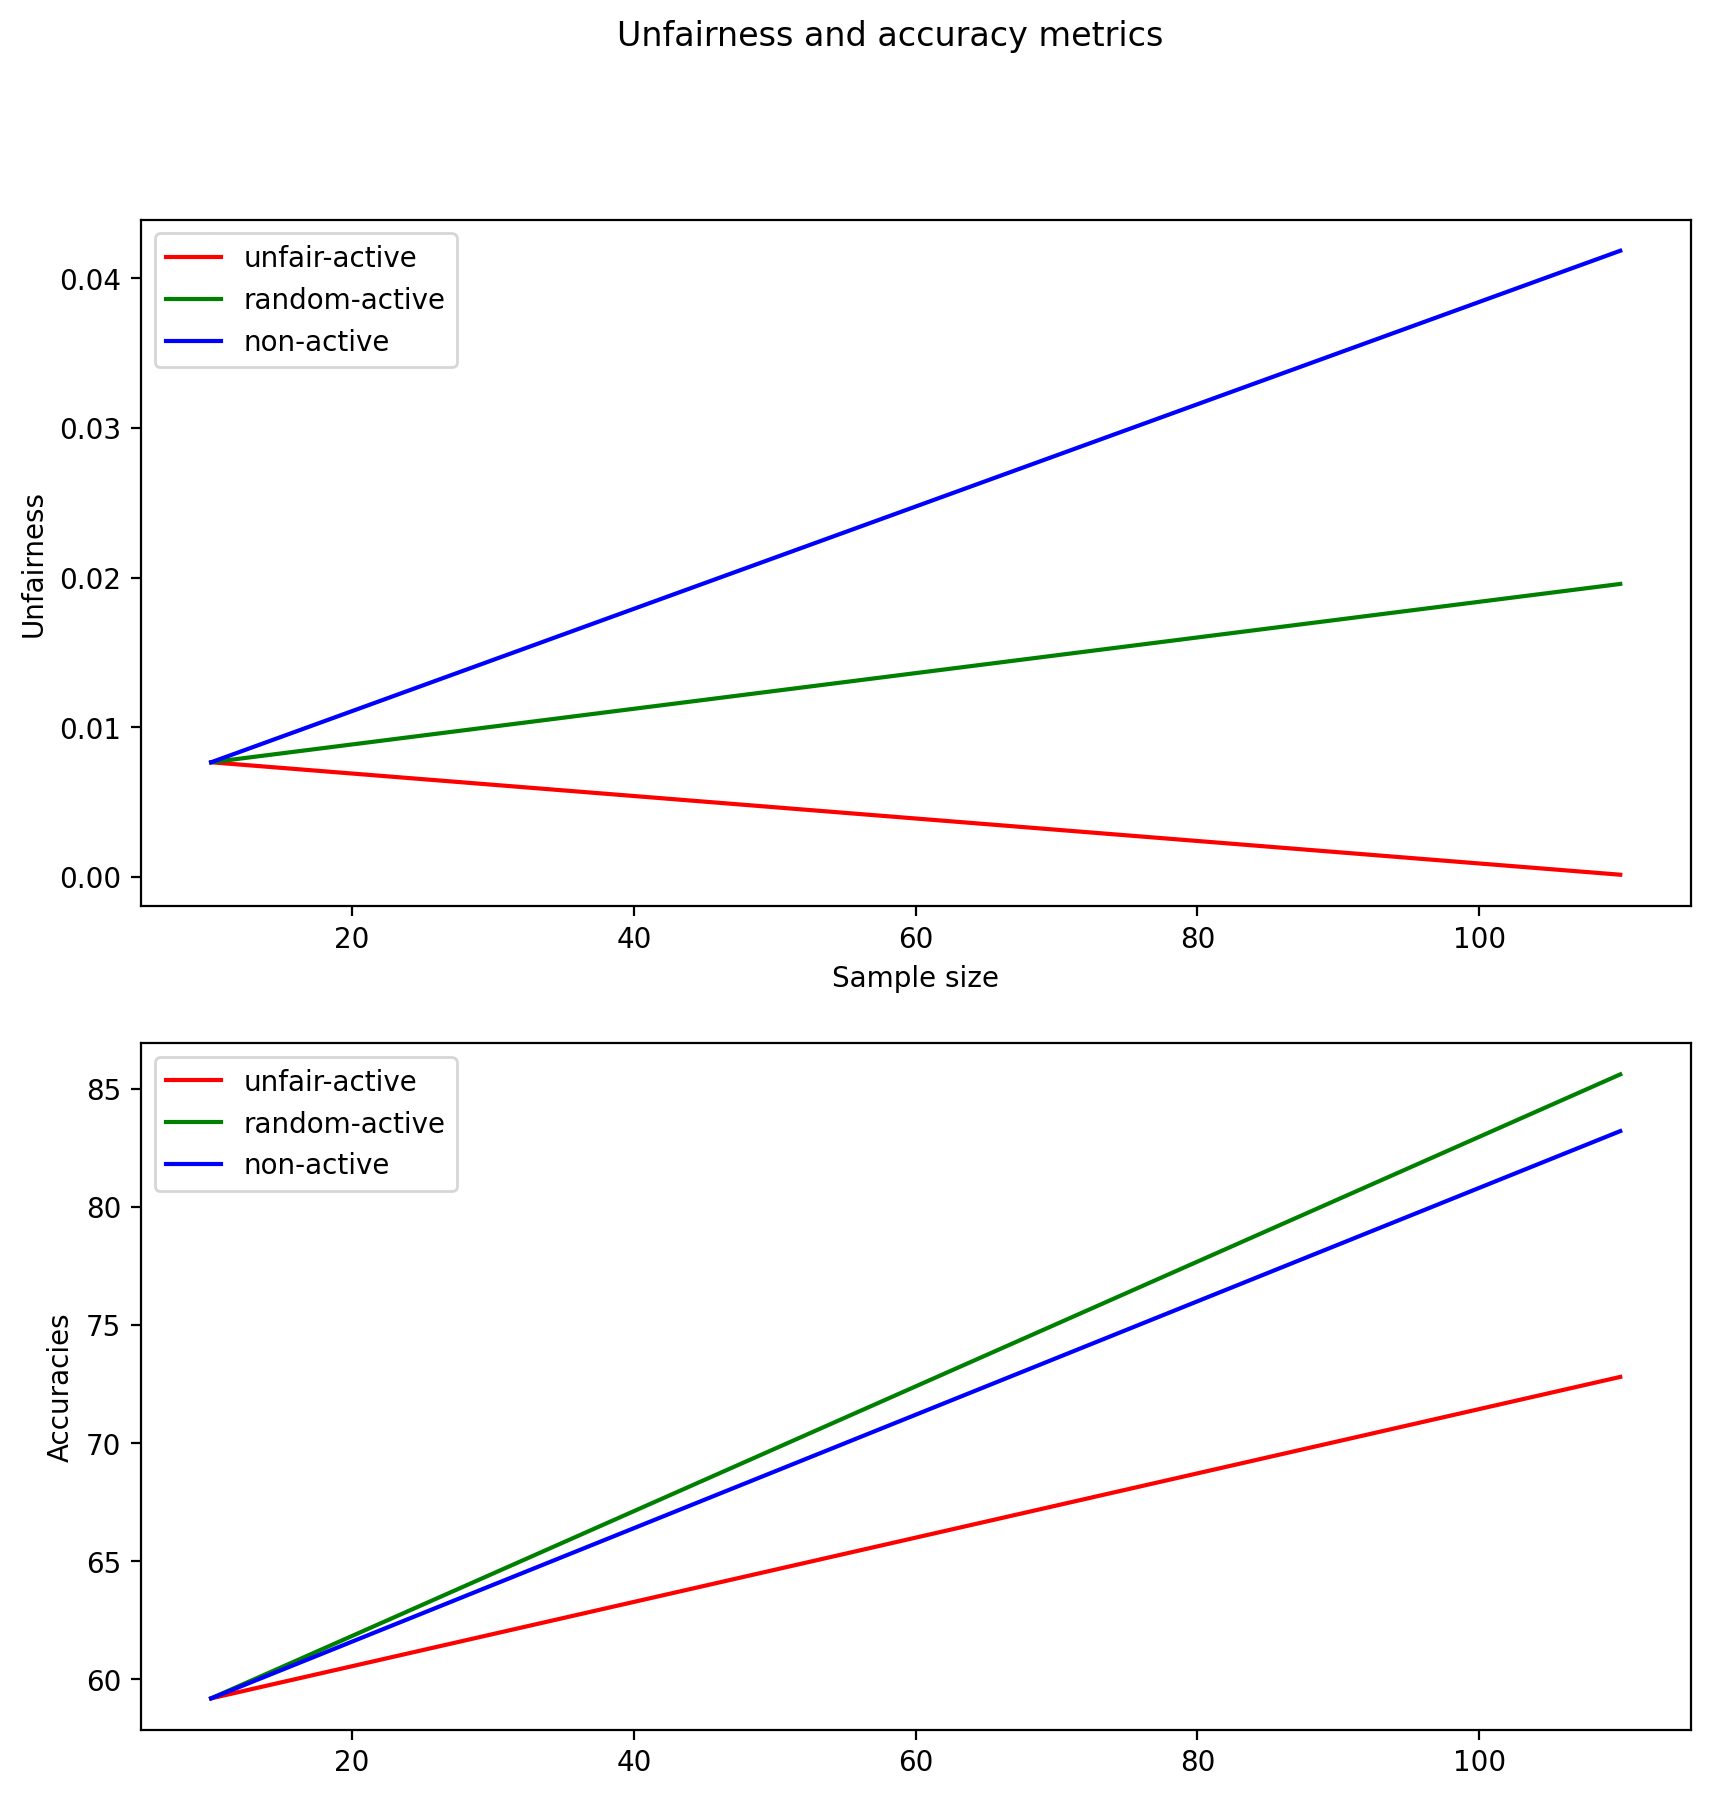 Unfairness and accuracy metrics
unfair-active
random-active
non-active
0.04
0.03
0.02
0.01
0.00
Unfairness
20 40 60 80 100
Sample size
unfair-active
random-active
non-active
85
80
75
70
65
60
Accuracies
20 40 60 80 100